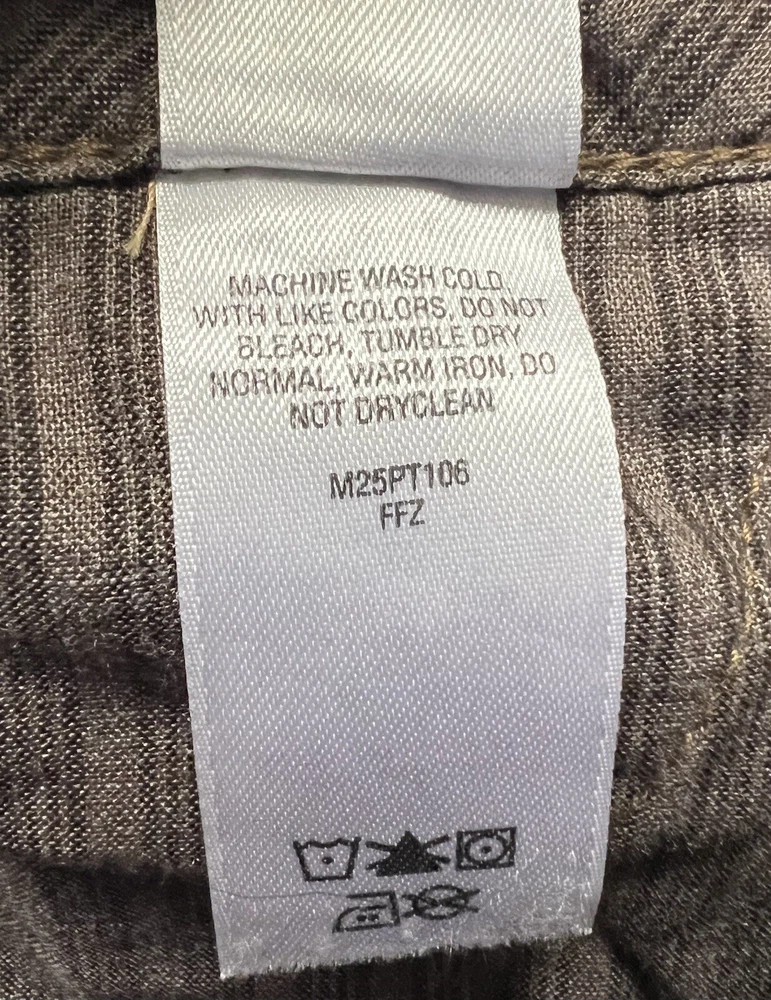 MACHINE WASH COLD,
WITH LIKE COLORS, DO NOT
BLEACH, TUMBLE DRY
NORMAL, WARM IRON, DO
NOT DRYCLEAN
M25PT106
FFZ